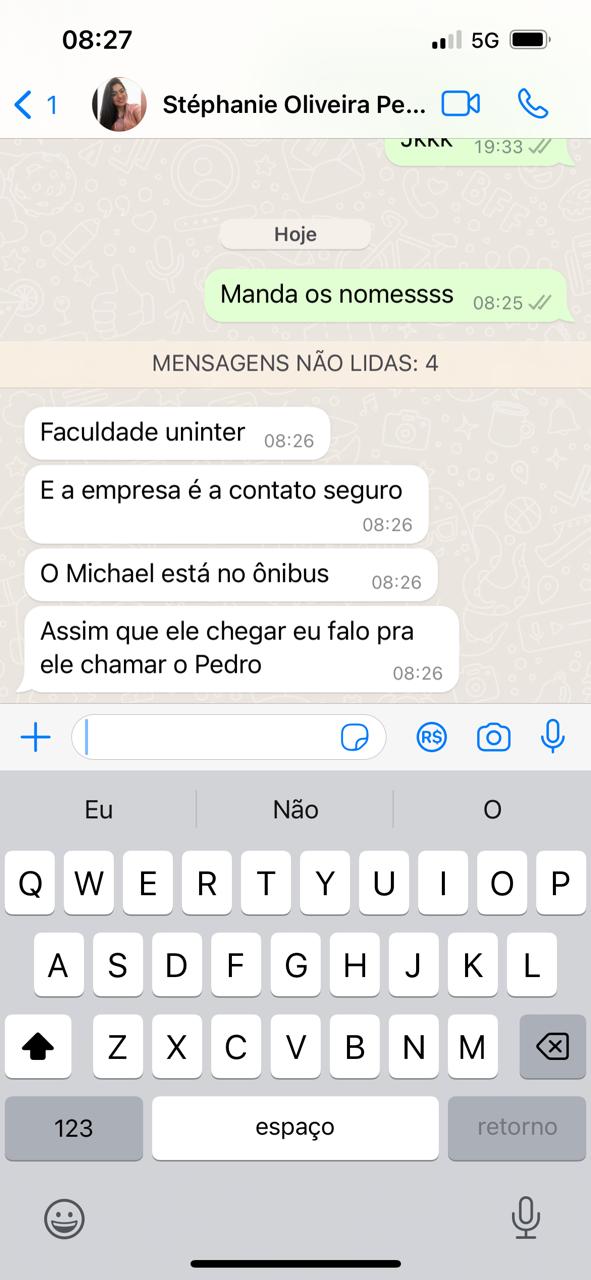 08:27
5G
1
Stéphanie Oliveira Pe...
JKKK 19:33
Hoje
Manda os nomessss 08:25
MENSAGENS NÃO LIDAS: 4
Faculdade uninter 08:26
E a empresa é a contato seguro
08:26
O Michael está no ônibus 08:26
Assim que ele chegar eu falo pra
ele chamar o Pedro 08:26
R$
Eu Não O
Q W E R T Y U I O P
A S D F G H J K L
Z X C V B N M
123 espaço retorno